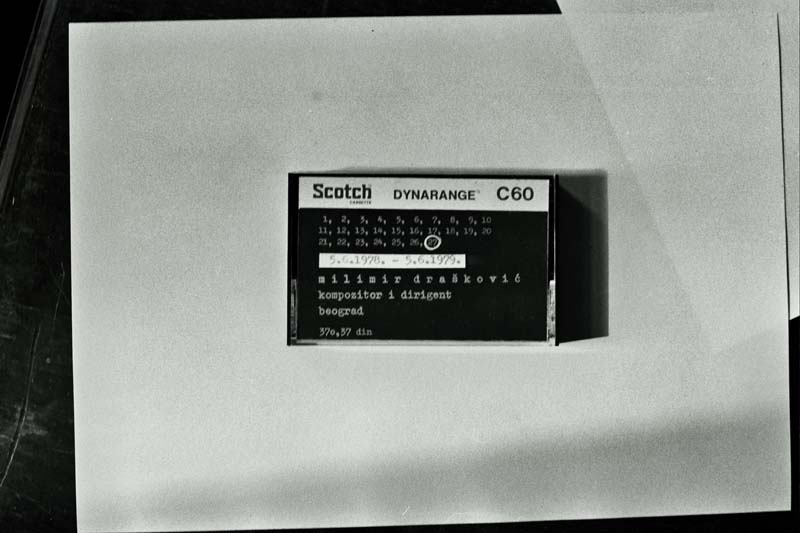 Scotch DYNARANGE C60
CASSETTE
1, 2, 3, 4, 5, 6, 7, 8, 9, 10
11, 12, 13, 14, 15, 16, 17, 18, 19, 20
21, 22, 23, 24, 25, 26, 27
5.6.1978. - 5.6.1979.
milimir drašković
kompozitor i dirigent
beograd
370,37 din